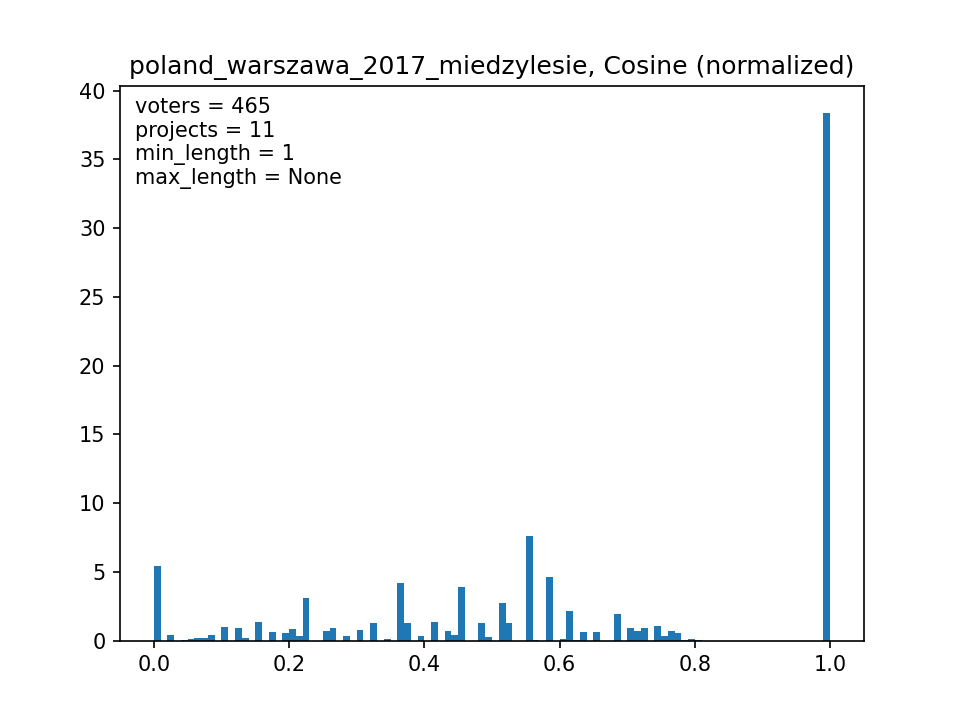 poland_warszawa_2017_miedzylesie, Cosine (normalized)
voters = 465
projects = 11
min_length = 1
max_length = None
40
35
30
25
20
15
10
5
0
0.0 0.2 0.4 0.6 0.8 1.0